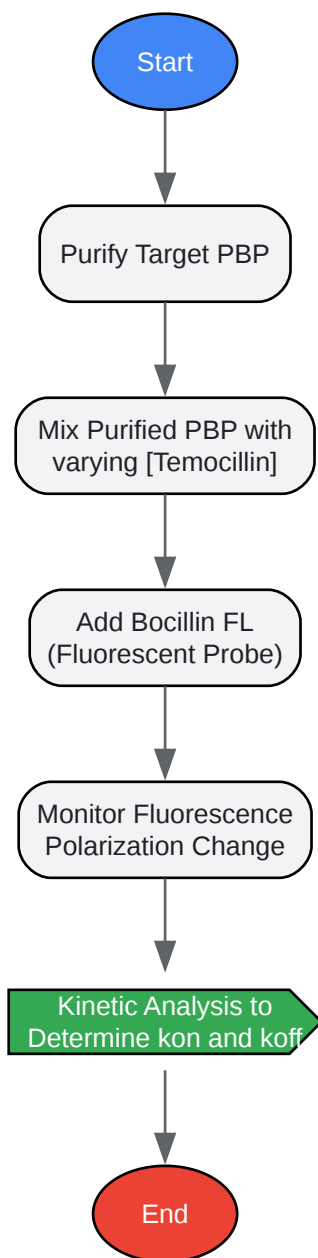 Start
Purify Target PBP
Mix Purified PBP with
varying [Temocillin]
Add Bocillin FL
(Fluorescent Probe)
Monitor Fluorescence
Polarization Change
Kinetic Analysis to
Determine kon and koff
End